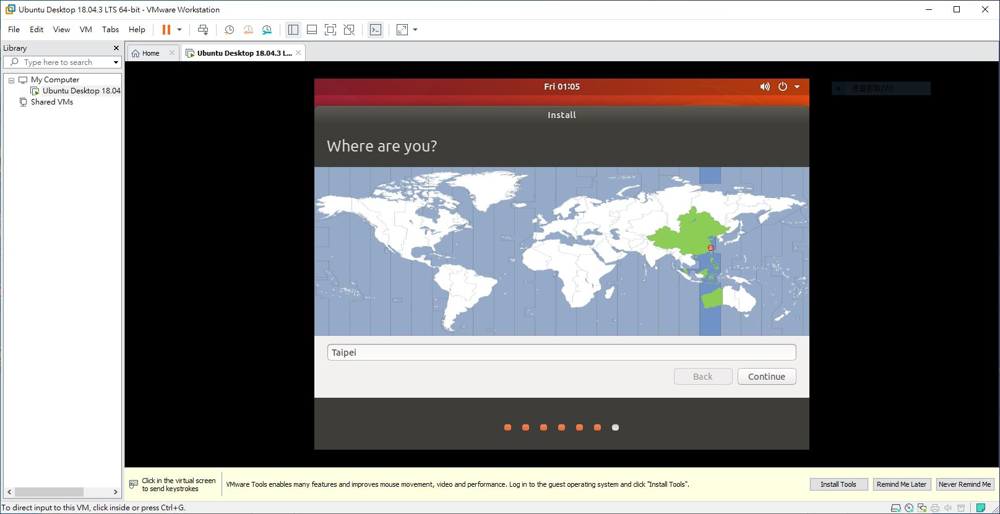 Ubuntu Desktop 18.04.3 LTS 64-bit - VMware Workstation
File Edit View VM Tabs Help
Library
Type here to search
Home
Ubuntu Desktop 18.04.3 L...
My Computer
Ubuntu Desktop 18.04
Shared VMs
視窗剪取(W)
Fri 01:05
Install
Where are you?
Taipei
Back Continue
Click in the virtual screen
to send keystrokes
VMware Tools enables many features and improves mouse movement, video and performance. Log in to the guest operating system and click "Install Tools".
Install Tools Remind Me Later Never Remind Me
To direct input to this VM, click inside or press Ctrl+G.